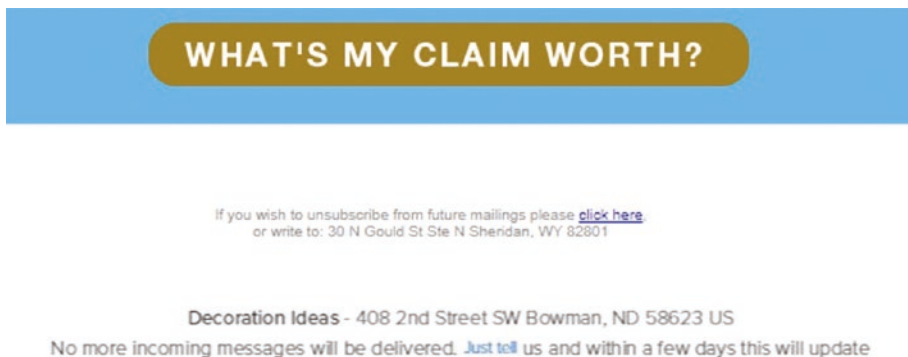 WHAT'S MY CLAIM WORTH?
If you wish to unsubscribe from future mailings please click here,
or write to: 30 N Gould St Ste N Sheridan, WY 82801
Decoration Ideas - 408 2nd Street SW Bowman, ND 58623 US
No more incoming messages will be delivered. Just tell us and within a few days this will update